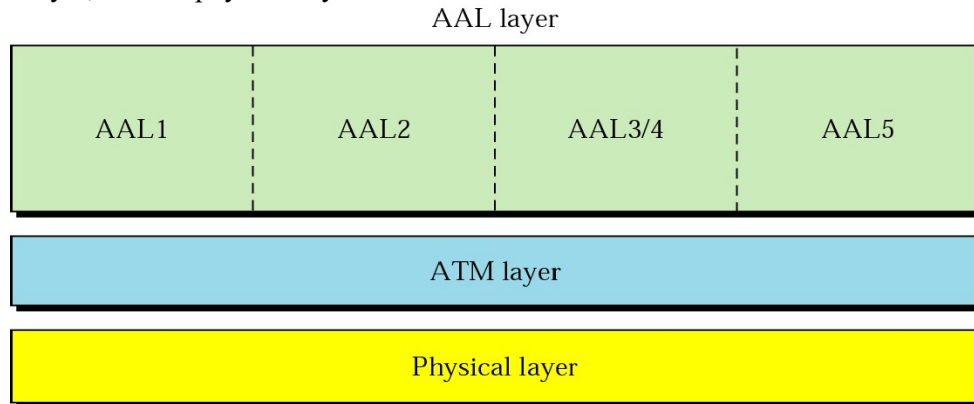 AAL layer
AAL1 AAL2 AAL3/4 AAL5
ATM layer
Physical layer